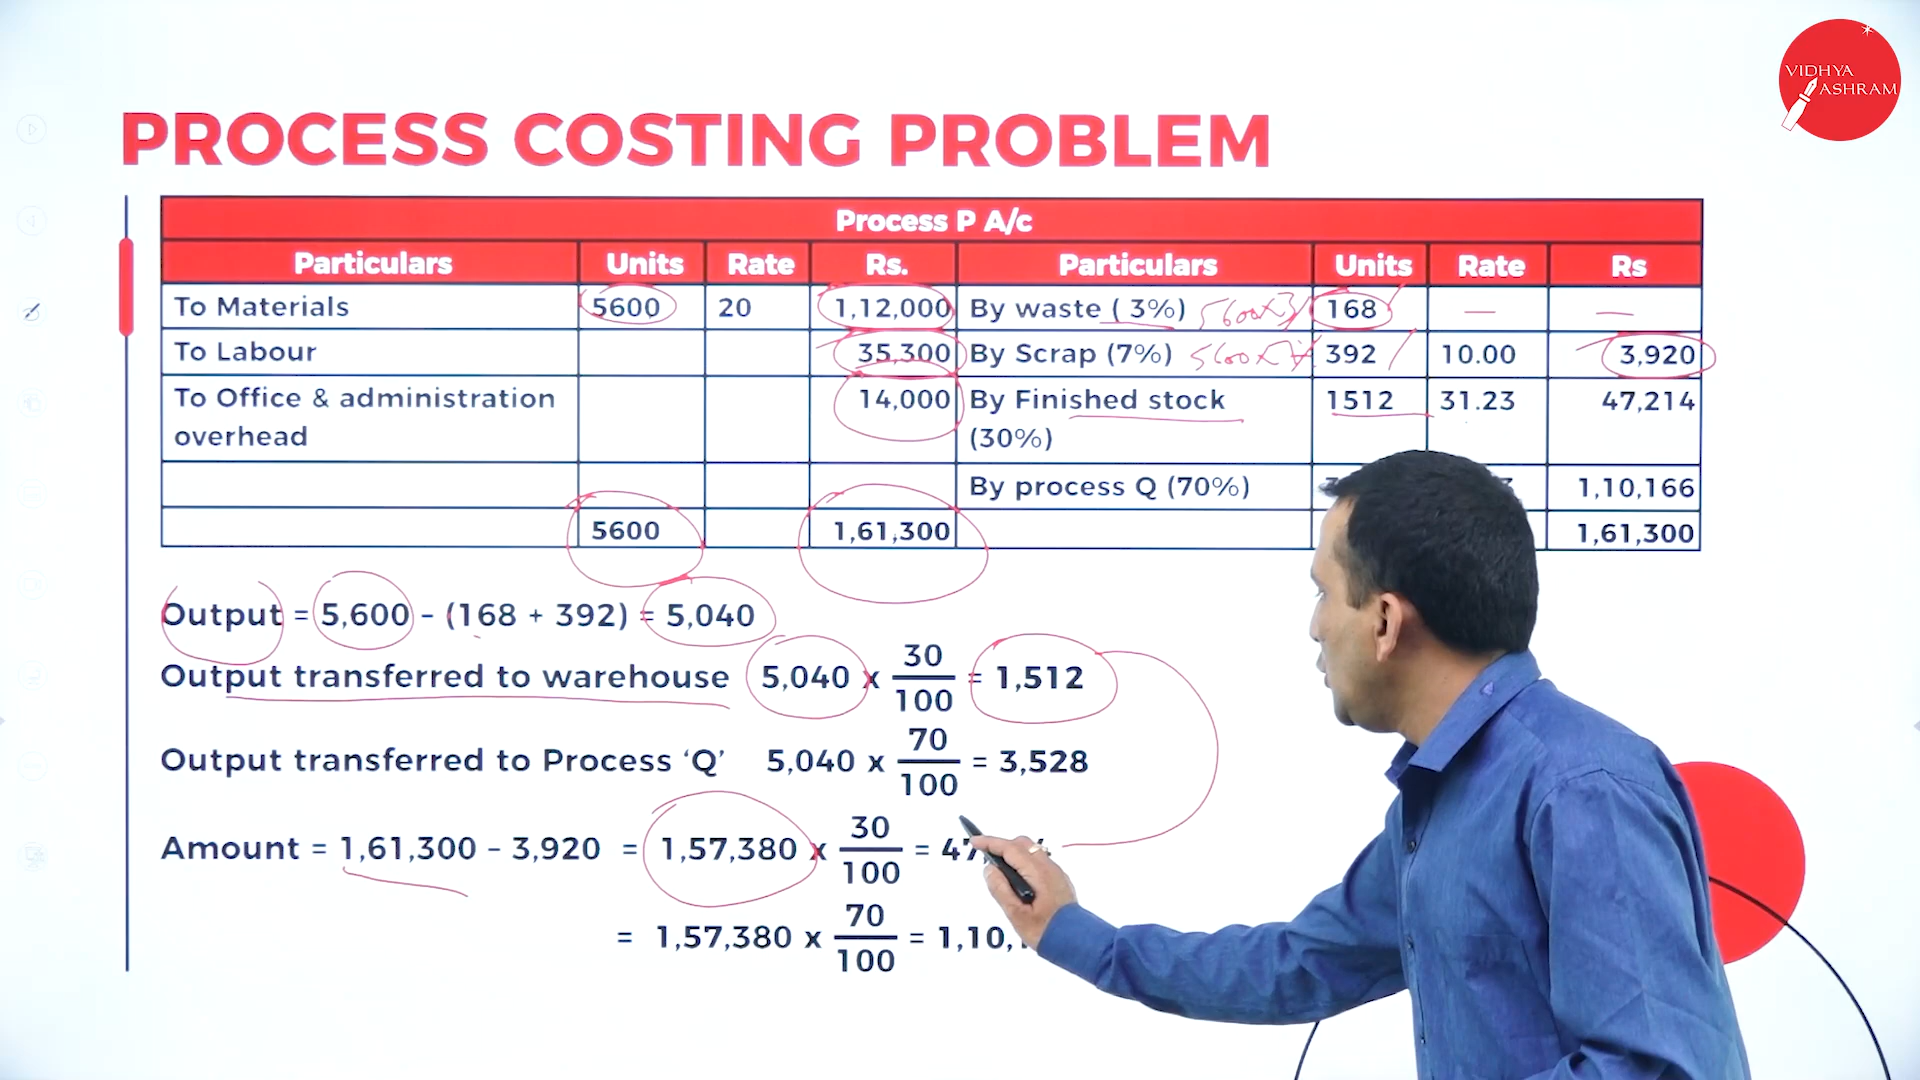 VIDHYA
ASHRAM
PROCESS COSTING PROBLEM
Process P A/c
Particulars Units Rate Rs. Particulars Units Rate Rs
To Materials 5600 20 1,12,000 By waste ( 3%) 5600x3 168 — —
To Labour 35,300 By Scrap (7%) 5600x7 392 10.00 3,920
To Office & administration 14,000 By Finished stock 1512 31.23 47,214
overhead (30%)
By process Q (70%) 1,10,166
5600 1,61,300 1,61,300
Output = 5,600 - (168 + 392) = 5,040
Output transferred to warehouse 5,040 x 30/100 = 1,512
Output transferred to Process ‘Q’ 5,040 x 70/100 = 3,528
Amount = 1,61,300 - 3,920 = 1,57,380 x 30/100 =
= 1,57,380 x 70/100 =